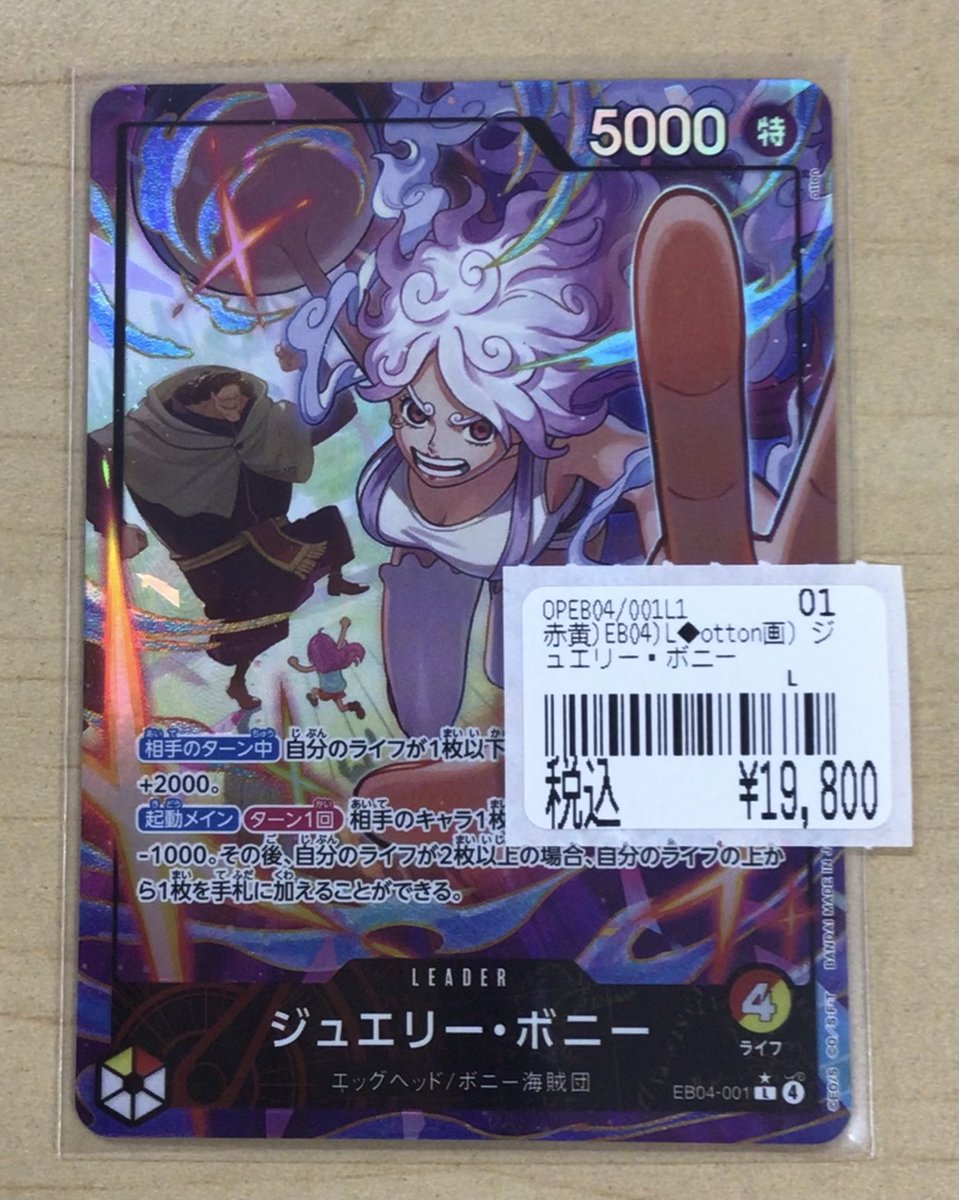 5000 特
OPEB04/001L1 01
赤黄)EB04)L◆otton画) ジ
ュエリー・ボニー
L
税込 ¥19,800
相手のターン中 自分のライフが1枚以下
+2000。
起動メイン ターン1回 相手のキャラ1枚
-1000。その後、自分のライフが2枚以上の場合、自分のライフの上か
ら1枚を手札に加えることができる。
LEADER
ジュエリー・ボニー
4
ライフ
エッグヘッド/ボニー海賊団
EB04-001 L 4
BANDAI MADE IN